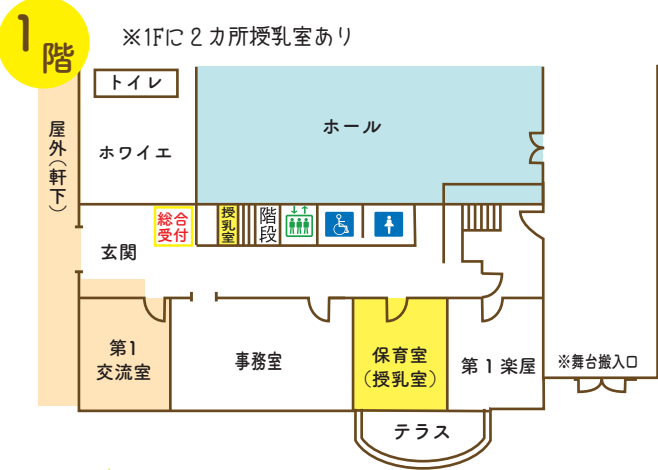 1
階
※1Fに2カ所授乳室あり
トイレ
ホール
屋外(軒下)
ホワイエ
総合
受付
授乳室
階段
玄関
第1
交流室
事務室
保育室
(授乳室)
第1楽屋
※舞台搬入口
テラス